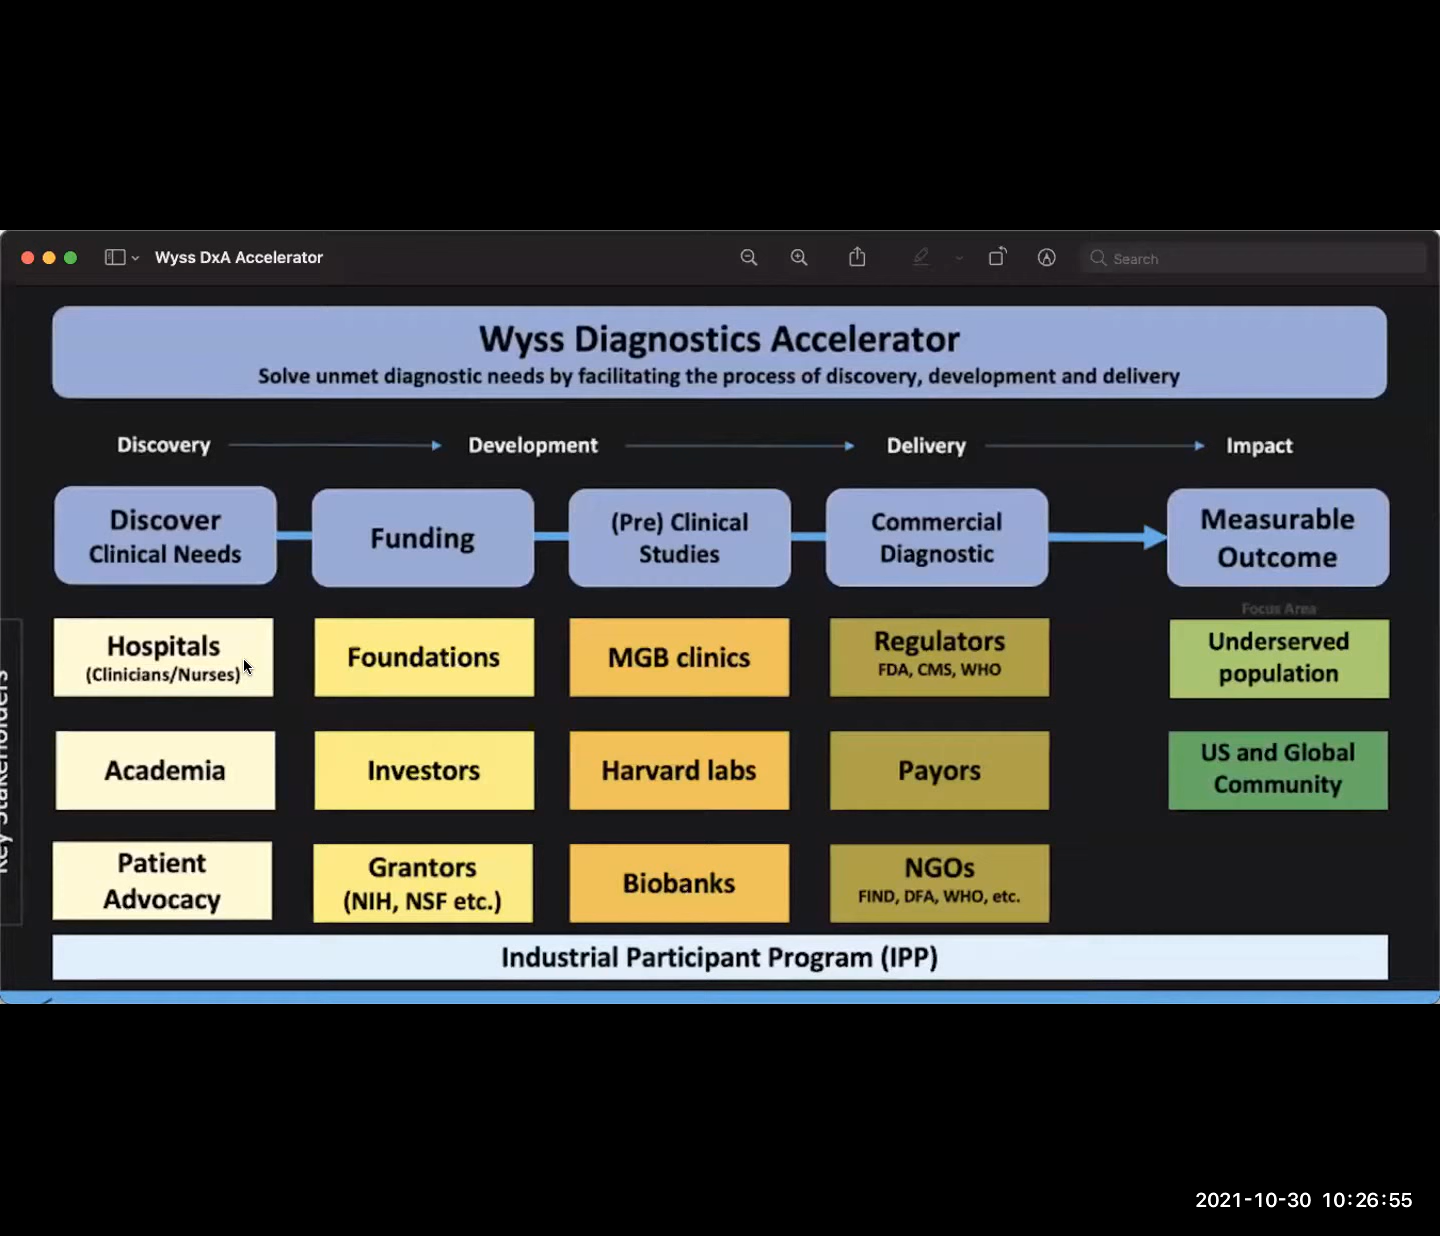 Wyss DxA Accelerator
Search
Wyss Diagnostics Accelerator
Solve unmet diagnostic needs by facilitating the process of discovery, development and delivery
Discovery
Development
Delivery
Impact
Discover
Clinical Needs
Funding
(Pre) Clinical
Studies
Commercial
Diagnostic
Measurable
Outcome
Focus Area
Key Stakeholders
Hospitals
(Clinicians/Nurses)
Foundations
MGB clinics
Regulators
FDA, CMS, WHO
Underserved
population
Academia
Investors
Harvard labs
Payors
US and Global
Community
Patient
Advocacy
Grantors
(NIH, NSF etc.)
Biobanks
NGOs
FIND, DFA, WHO, etc.
Industrial Participant Program (IPP)
2021-10-30 10:26:55